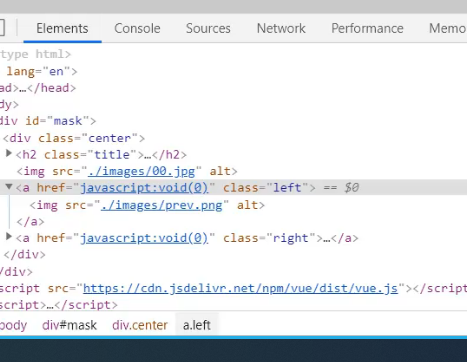 Elements Console Sources Network Performance Memo
type html>
lang="en">
ad>…</head>
ody>
div id="mask">
<div class="center">
<h2 class="title">…</h2>
<img src="./images/00.jpg" alt>
<a href="javascript:void(0)" class="left"> == $0
<img src="./images/prev.png" alt>
</a>
<a href="javascript:void(0)" class="right">…</a>
</div>
/div>
script src="https://cdn.jsdelivr.net/npm/vue/dist/vue.js"></script
script>…</script>
body div#mask div.center a.left